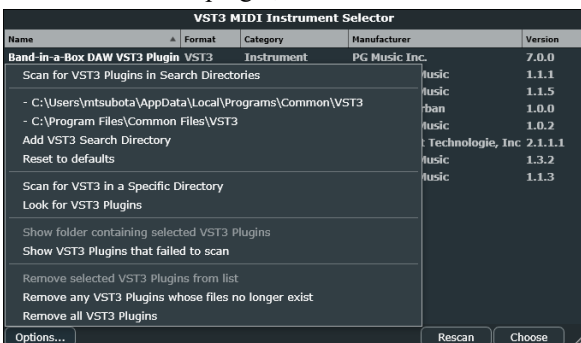 VST3 MIDI Instrument Selector
Name Format Category Manufacturer Version
Band-in-a-Box DAW VST3 Plugin VST3 Instrument PG Music Inc. 7.0.0
Scan for VST3 Plugins in Search Directories 1.1.1
1.1.5
- C:\Users\mtsubota\AppData\Local\Programs\Common\VST3 1.0.0
- C:\Program Files\Common Files\VST3 1.0.2
Add VST3 Search Directory Technologie, Inc 2.1.1.1
Reset to defaults 1.3.2
1.1.3
Scan for VST3 in a Specific Directory
Look for VST3 Plugins
Show folder containing selected VST3 Plugins
Show VST3 Plugins that failed to scan
Remove selected VST3 Plugins from list
Remove any VST3 Plugins whose files no longer exist
Remove all VST3 Plugins
Options... Rescan Choose